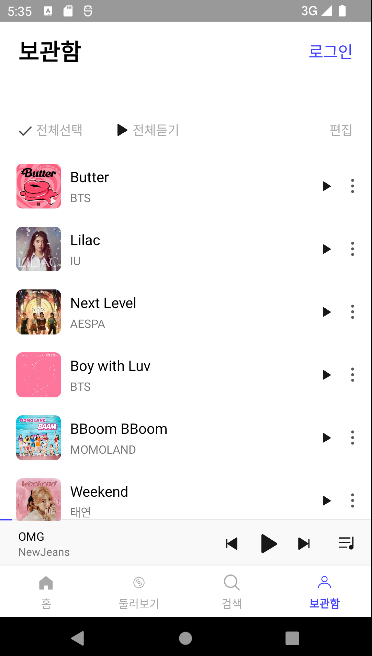 5:35
3G
보관함
로그인
전체선택
전체듣기
편집
Butter
BTS
Lilac
IU
Next Level
AESPA
Boy with Luv
BTS
BBoom BBoom
MOMOLAND
Weekend
태연
OMG
NewJeans
홈
둘러보기
검색
보관함